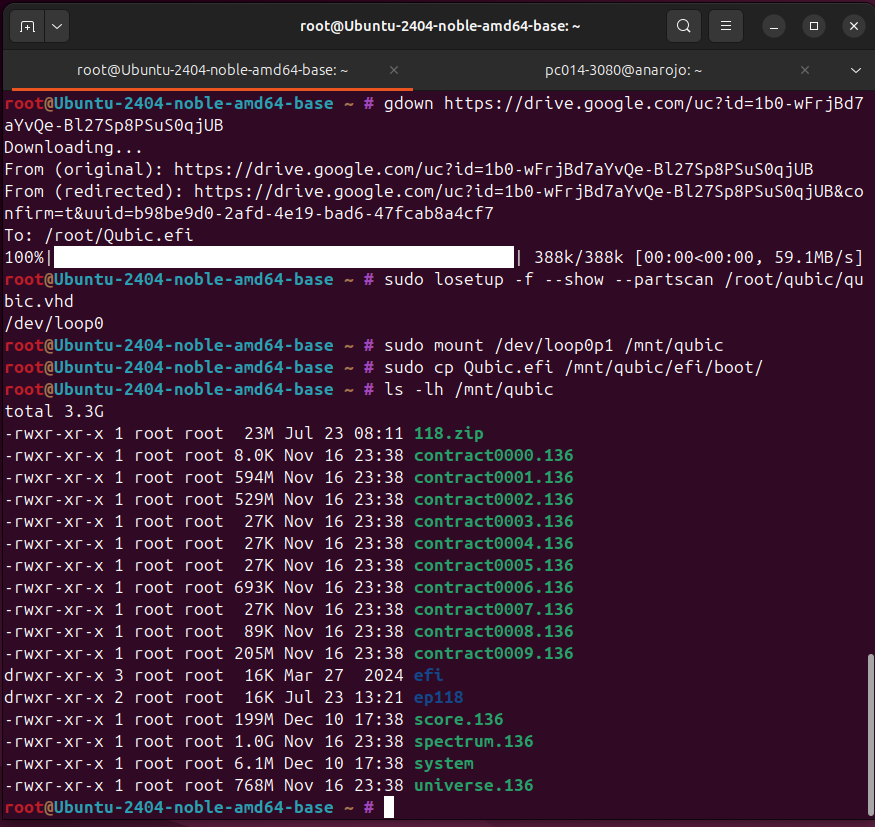 root@Ubuntu-2404-noble-amd64-base: ~
root@Ubuntu-2404-noble-amd64-base: ~
pc014-3080@anarojo: ~
root@Ubuntu-2404-noble-amd64-base ~ # gdown https://drive.google.com/uc?id=1b0-wFrjBd7
aYvQe-Bl27Sp8PSuS0qjUB
Downloading...
From (original): https://drive.google.com/uc?id=1b0-wFrjBd7aYvQe-Bl27Sp8PSuS0qjUB
From (redirected): https://drive.google.com/uc?id=1b0-wFrjBd7aYvQe-Bl27Sp8PSuS0qjUB&co
nfirm=t&uuid=b98be9d0-2afd-4e19-bad6-47fcab8a4cf7
To: /root/Qubic.efi
100%| | 388k/388k [00:00<00:00, 59.1MB/s]
root@Ubuntu-2404-noble-amd64-base ~ # sudo losetup -f --show --partscan /root/qubic/qu
bic.vhd
/dev/loop0
root@Ubuntu-2404-noble-amd64-base ~ # sudo mount /dev/loop0p1 /mnt/qubic
root@Ubuntu-2404-noble-amd64-base ~ # sudo cp Qubic.efi /mnt/qubic/efi/boot/
root@Ubuntu-2404-noble-amd64-base ~ # ls -lh /mnt/qubic
total 3.3G
-rwxr-xr-x 1 root root  23M Jul 23 08:11 118.zip
-rwxr-xr-x 1 root root 8.0K Nov 16 23:38 contract0000.136
-rwxr-xr-x 1 root root 594M Nov 16 23:38 contract0001.136
-rwxr-xr-x 1 root root 529M Nov 16 23:38 contract0002.136
-rwxr-xr-x 1 root root  27K Nov 16 23:38 contract0003.136
-rwxr-xr-x 1 root root  27K Nov 16 23:38 contract0004.136
-rwxr-xr-x 1 root root  27K Nov 16 23:38 contract0005.136
-rwxr-xr-x 1 root root 693K Nov 16 23:38 contract0006.136
-rwxr-xr-x 1 root root  27K Nov 16 23:38 contract0007.136
-rwxr-xr-x 1 root root  89K Nov 16 23:38 contract0008.136
-rwxr-xr-x 1 root root 205M Nov 16 23:38 contract0009.136
drwxr-xr-x 3 root root  16K Mar 27  2024 efi
drwxr-xr-x 2 root root  16K Jul 23 13:21 ep118
-rwxr-xr-x 1 root root 199M Dec 10 17:38 score.136
-rwxr-xr-x 1 root root 1.0G Nov 16 23:38 spectrum.136
-rwxr-xr-x 1 root root 6.1M Dec 10 17:38 system
-rwxr-xr-x 1 root root 768M Nov 16 23:38 universe.136
root@Ubuntu-2404-noble-amd64-base ~ #